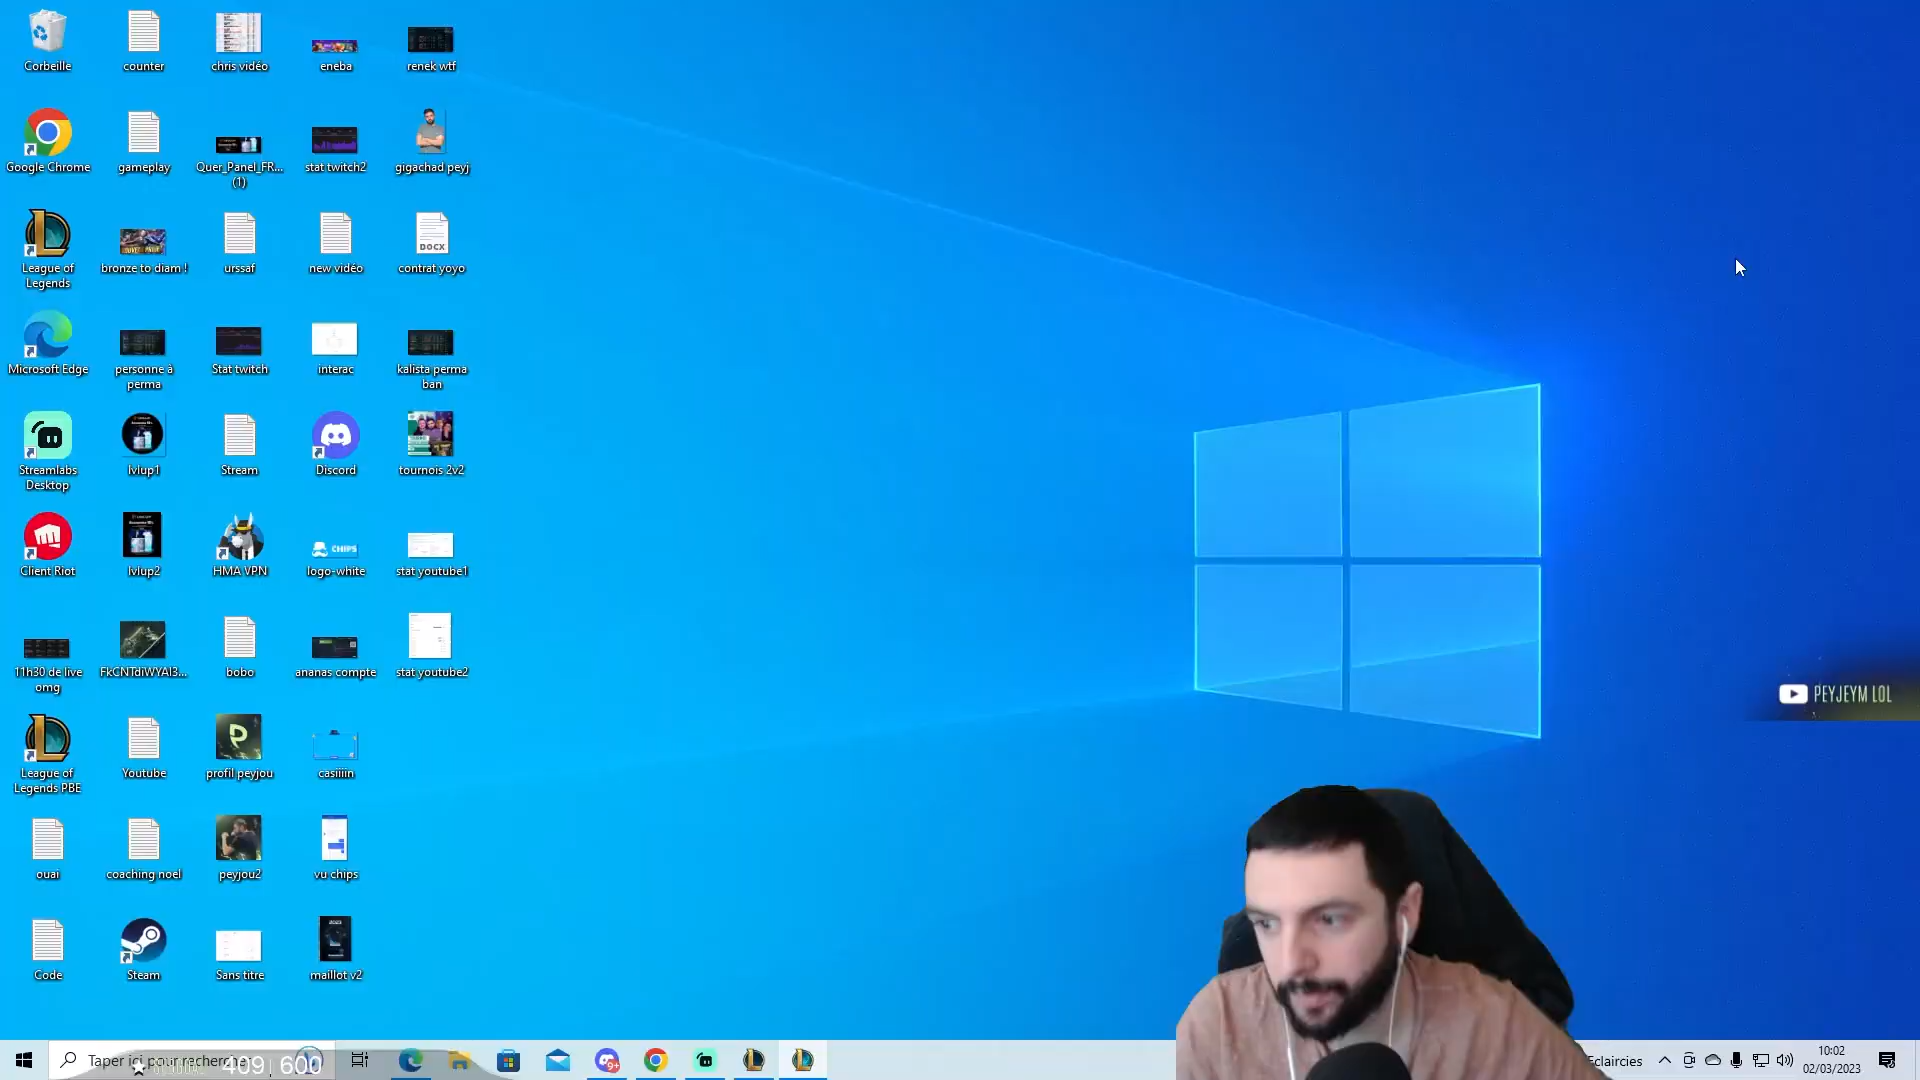 Corbeille
counter
chris vidéo
eneba
renek wtf
Google Chrome
gameplay
Quer_Panel_FR...
(1)
stat twitch2
gigachad peyj
League of
Legends
bronze to diam !
urssaf
new vidéo
DOCX
contrat yoyo
Microsoft Edge
personne à
perma
Stat twitch
interac
kalista perma
ban
Streamlabs
Desktop
lvlup1
Stream
Discord
tournois 2v2
Client Riot
lvlup2
HMA VPN
CHIPS
logo-white
stat youtube1
11h30 de live
omg
FkCNTdiWYAI3...
bobo
ananas compte
stat youtube2
PEYJEYM LOL
League of
Legends PBE
Youtube
profil peyjou
casiiiin
ouai
coaching noel
peyjou2
vu chips
Code
Steam
Sans titre
maillot v2
Taper ici pour rechercher
409 | 600
9+
Eclaircies
10:02
02/03/2023